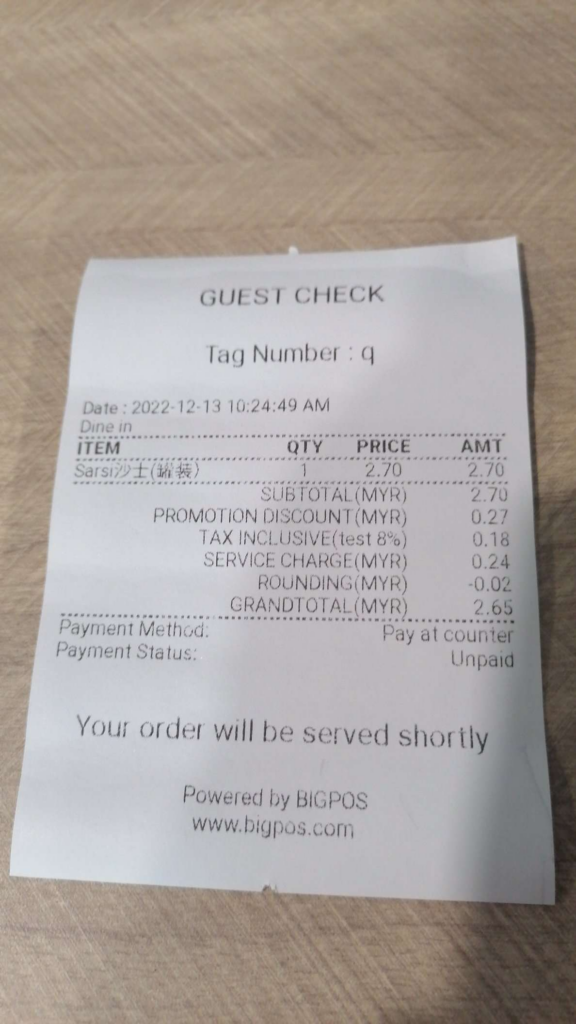 GUEST CHECK
Tag Number : q
Date : 2022-12-13 10:24:49 AM
Dine in
ITEM QTY PRICE AMT
Sarsi沙士(罐装) 1 2.70 2.70
SUBTOTAL(MYR) 2.70
PROMOTION DISCOUNT(MYR) 0.27
TAX INCLUSIVE(test 8%) 0.18
SERVICE CHARGE(MYR) 0.24
ROUNDING(MYR) -0.02
GRANDTOTAL(MYR) 2.65
Payment Method: Pay at counter
Payment Status: Unpaid
Your order will be served shortly
Powered by BIGPOS
www.bigpos.com